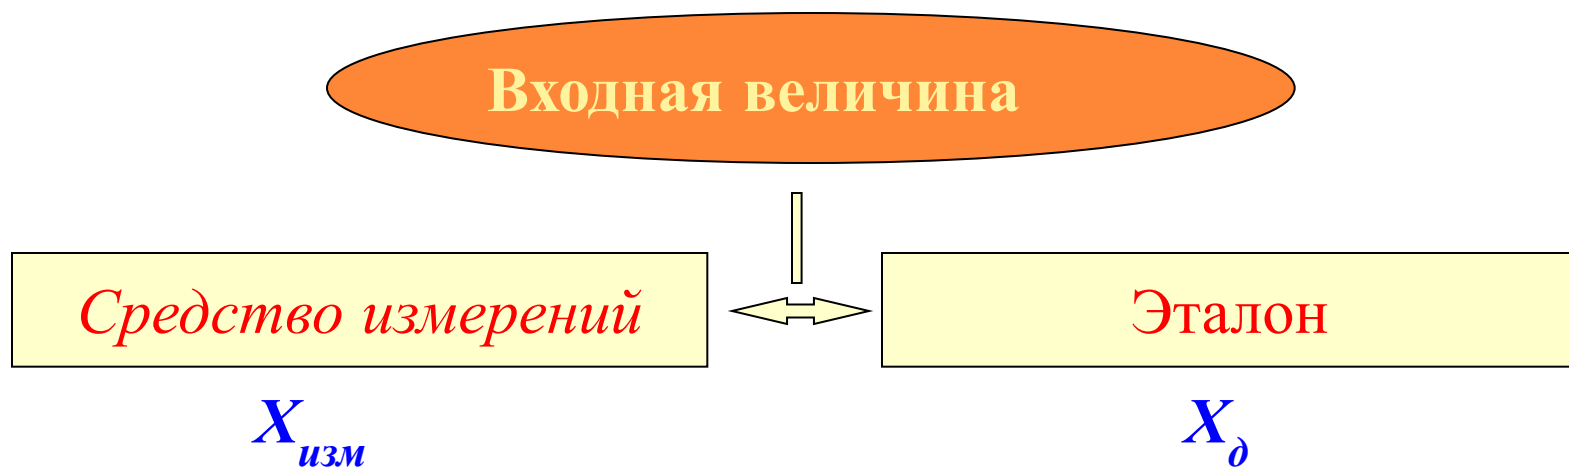 Входная величина
Средство измерений
Эталон
Xизм
Xд